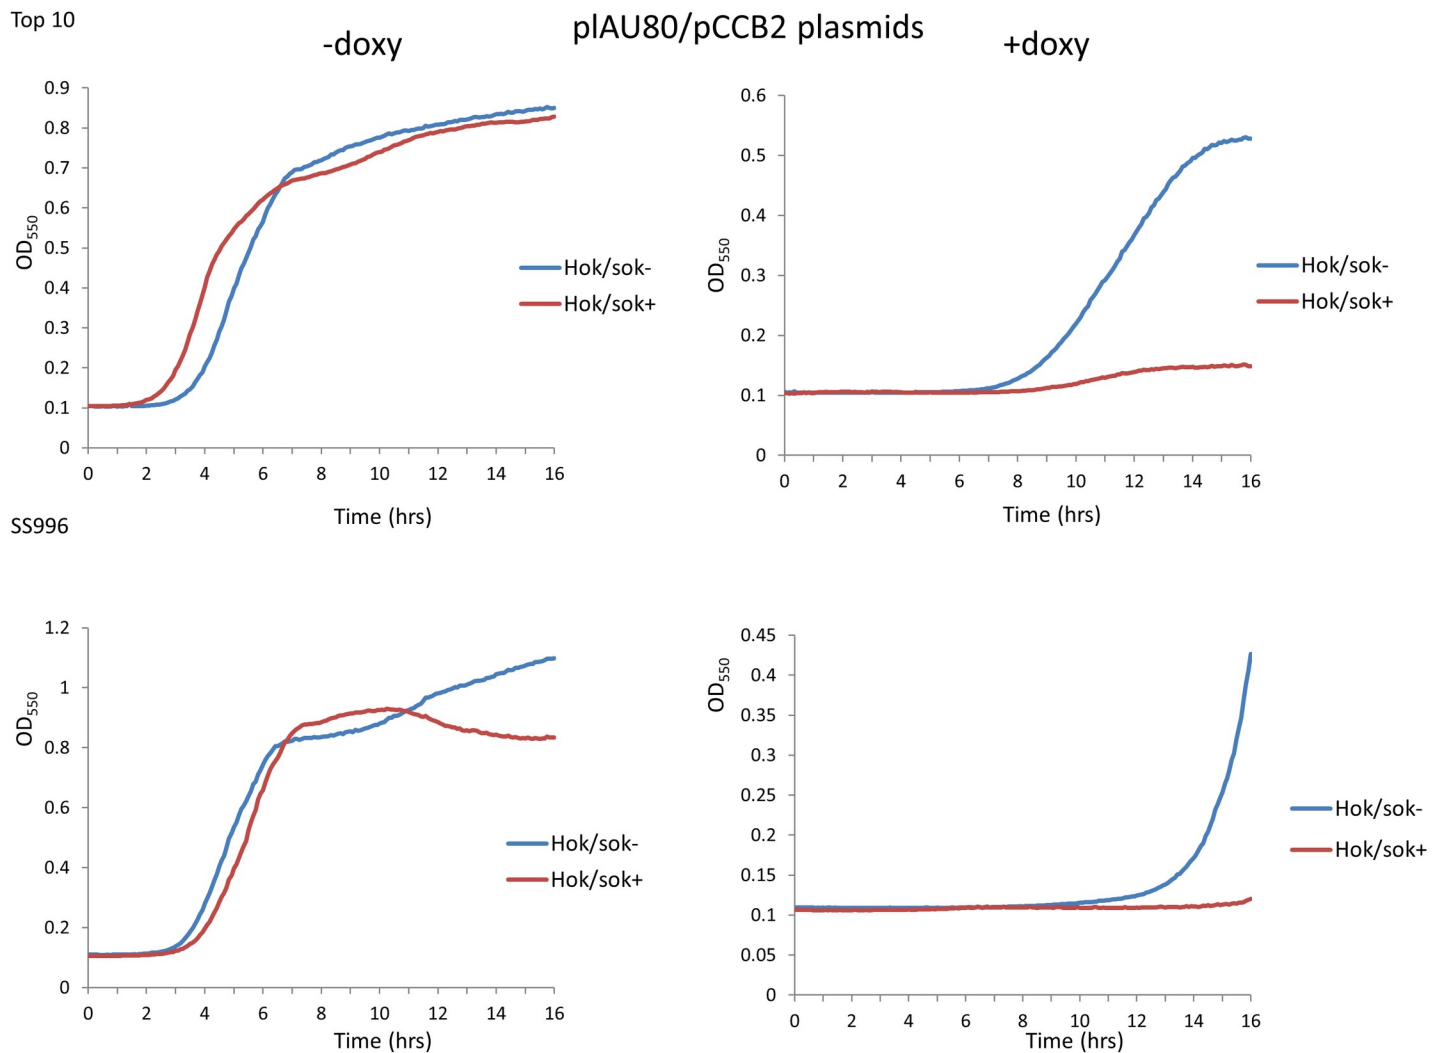 Top 10
plAU80/pCCB2 plasmids
-doxy
+doxy
0.9
0.8
0.7
0.6
0.5
0.4
0.3
0.2
0.1
0
OD550
0 2 4 6 8 10 12 14 16
Time (hrs)
Hok/sok-
Hok/sok+
0.6
0.5
0.4
0.3
0.2
0.1
0
OD550
0 2 4 6 8 10 12 14 16
Time (hrs)
Hok/sok-
Hok/sok+
SS996
1.2
1
0.8
0.6
0.4
0.2
0
OD550
0 2 4 6 8 10 12 14 16
Time (hrs)
Hok/sok-
Hok/sok+
0.45
0.4
0.35
0.3
0.25
0.2
0.15
0.1
0.05
0
OD550
0 2 4 6 8 10 12 14 16
Time (hrs)
Hok/sok-
Hok/sok+